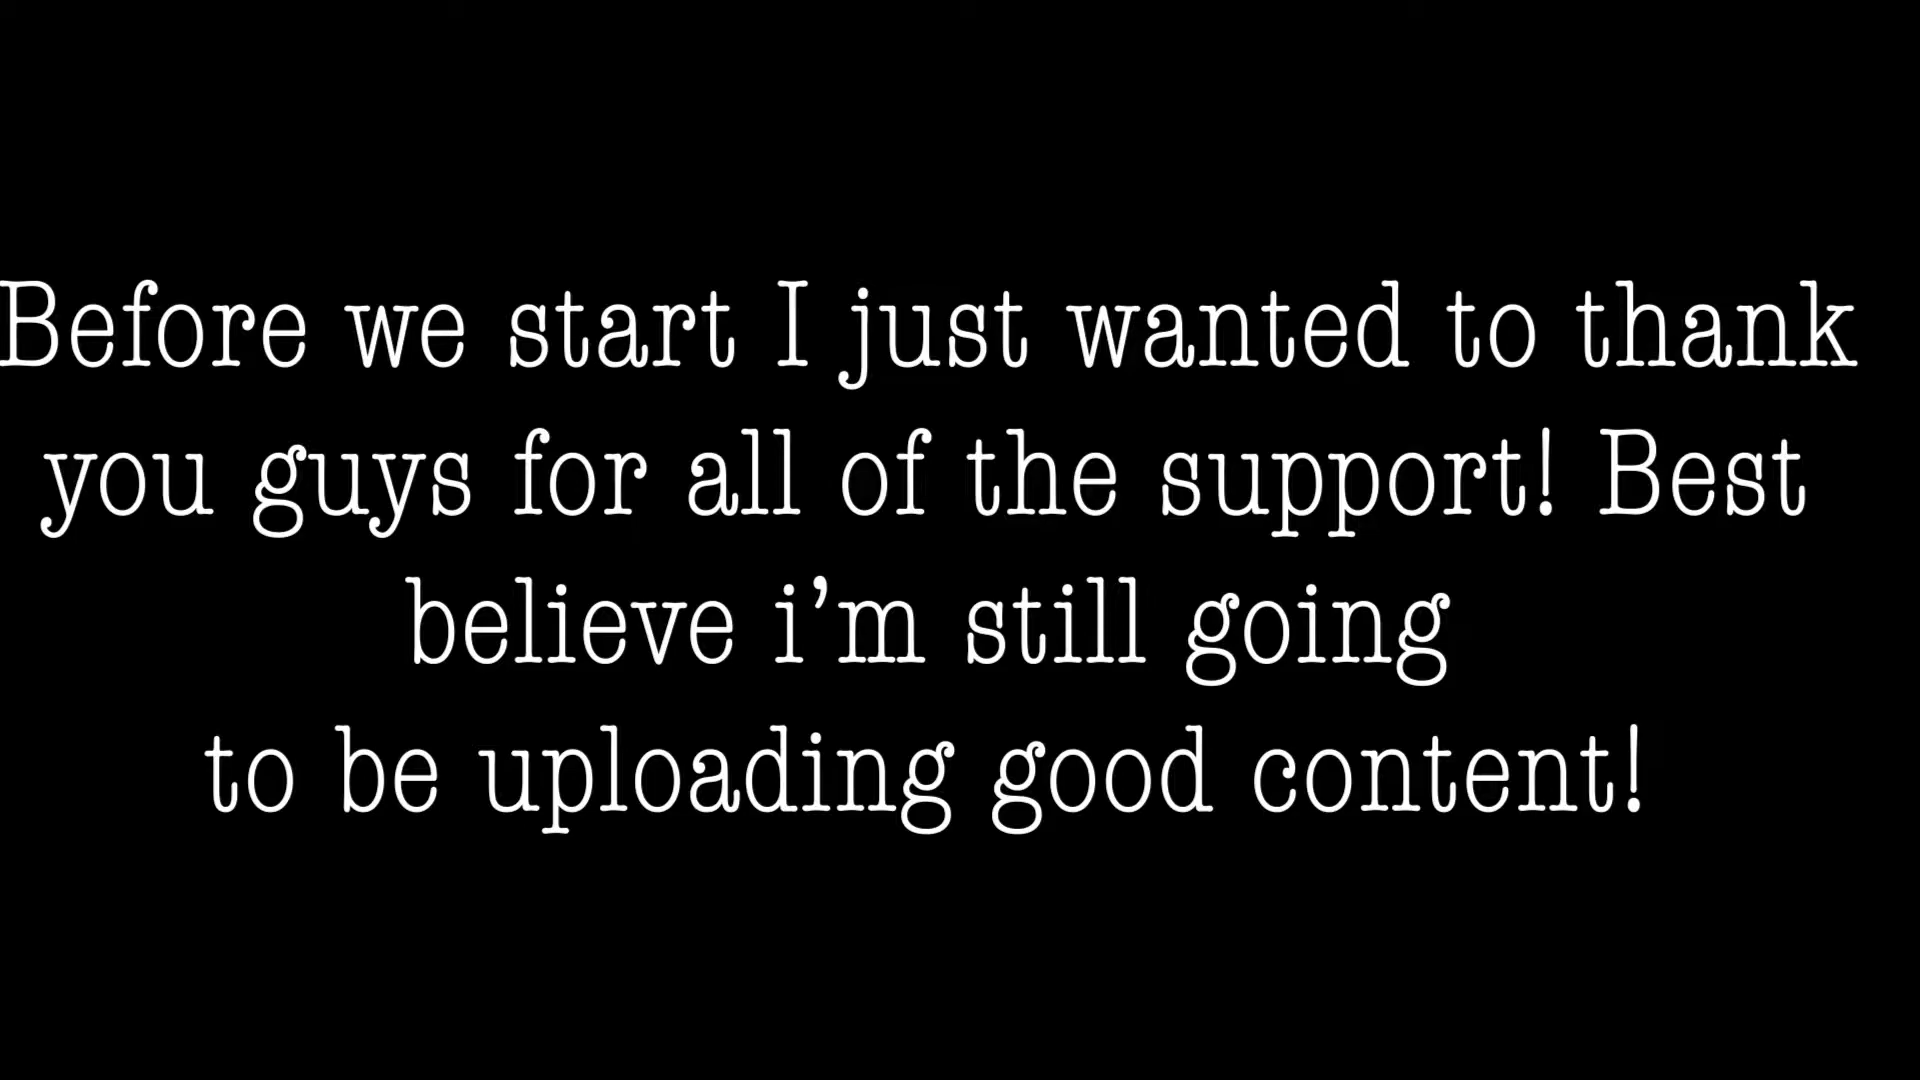 Before we start I just wanted to thank
you guys for all of the support! Best
believe i’m still going
to be uploading good content!